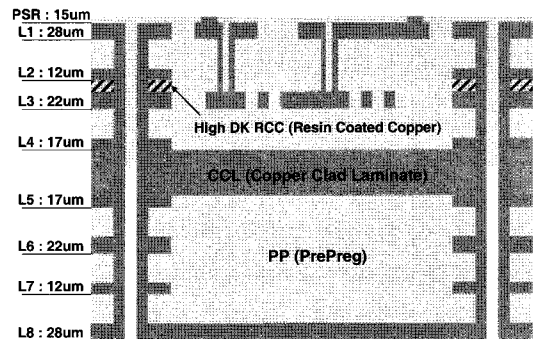 PSR : 15um
L1 : 28um
L2 : 12um
L3 : 22um
High DK RCC (Resin Coated Copper)
L4 : 17um
CCL (Copper Clad Laminate)
L5 : 17um
L6 : 22um
PP (PrePreg)
L7 : 12um
L8 : 28um